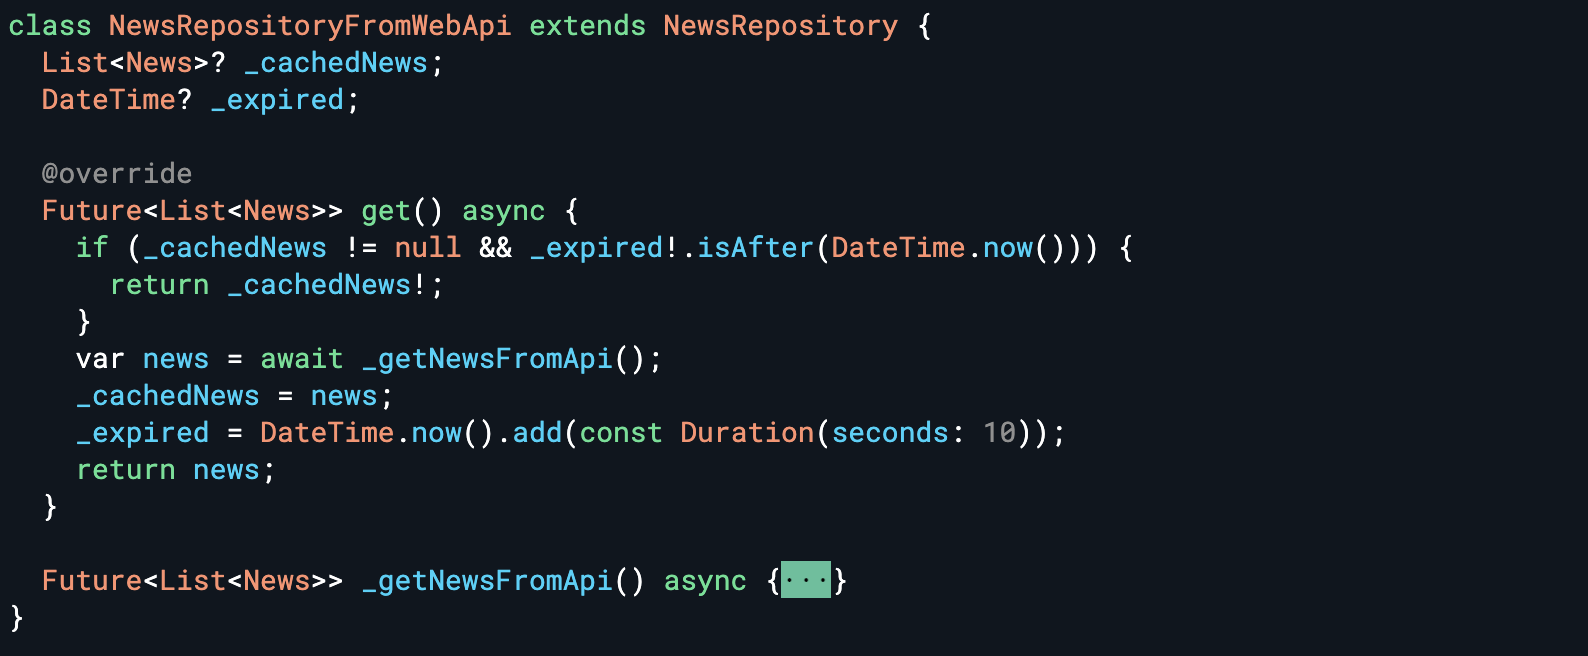 class NewsRepositoryFromWebApi extends NewsRepository {
  List<News>? _cachedNews;
  DateTime? _expired;

  @override
  Future<List<News>> get() async {
    if (_cachedNews != null && _expired!.isAfter(DateTime.now())) {
      return _cachedNews!;
    }
    var news = await _getNewsFromApi();
    _cachedNews = news;
    _expired = DateTime.now().add(const Duration(seconds: 10));
    return news;
  }

  Future<List<News>> _getNewsFromApi() async {···}
}